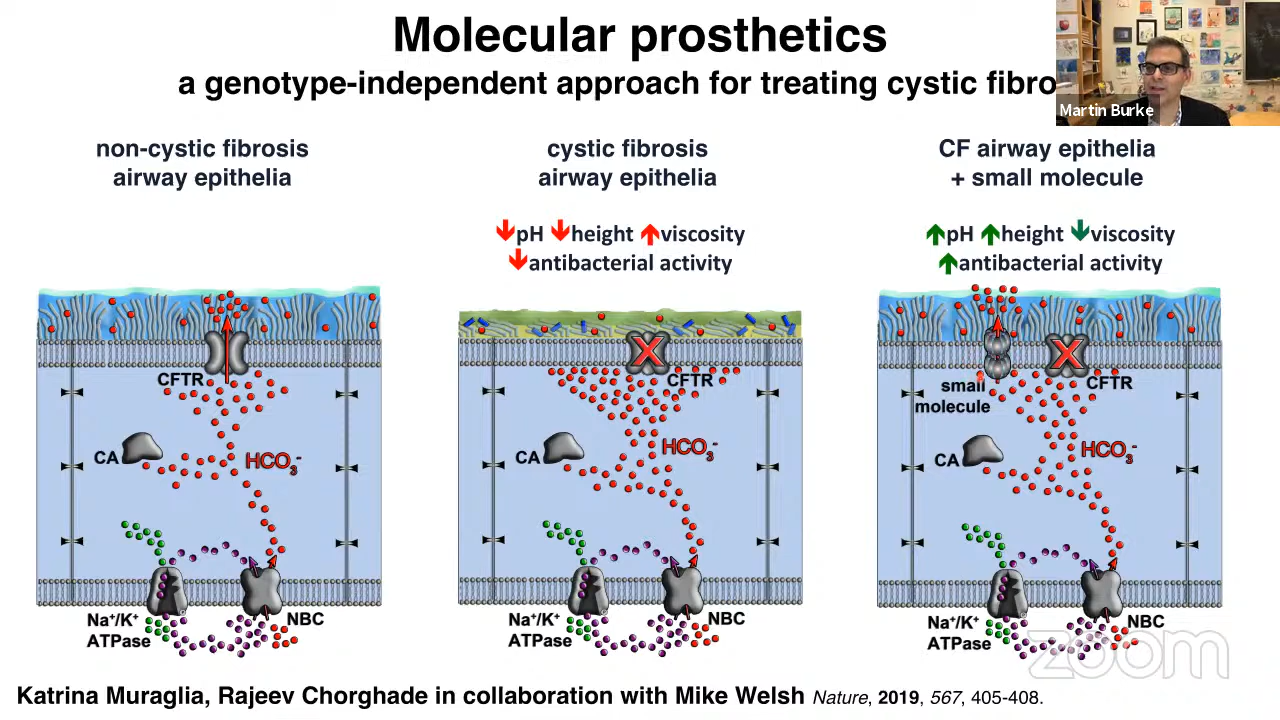 Molecular prosthetics
a genotype-independent approach for treating cystic fibro
Martin Burke
non-cystic fibrosis
airway epithelia
CFTR
CA
HCO3-
Na+/K+
ATPase
NBC
cystic fibrosis
airway epithelia
↓pH ↓height ↑viscosity
↓antibacterial activity
X
CFTR
CA
HCO3-
Na+/K+
ATPase
NBC
CF airway epithelia
+ small molecule
↑pH ↑height ↓viscosity
↑antibacterial activity
X
CFTR
small
molecule
CA
HCO3-
Na+/K+
ATPase
NBC
zoom
Katrina Muraglia, Rajeev Chorghade in collaboration with Mike Welsh Nature, 2019, 567, 405-408.